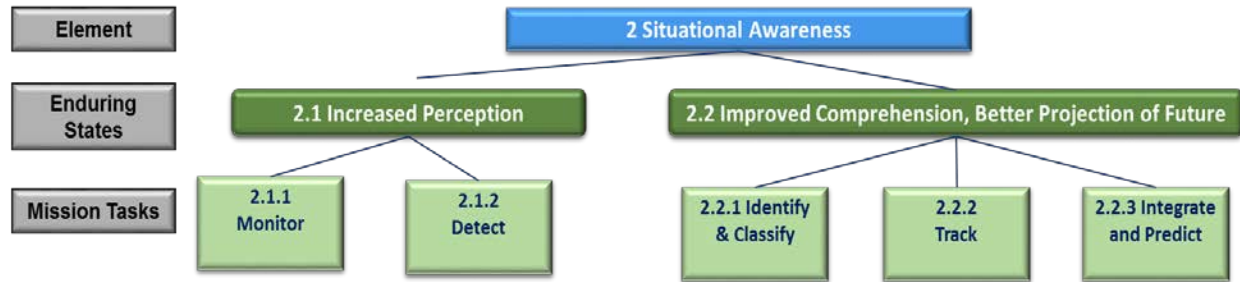 Element
2 Situational Awareness
Enduring
States
2.1 Increased Perception
2.2 Improved Comprehension, Better Projection of Future
Mission Tasks
2.1.1
Monitor
2.1.2
Detect
2.2.1 Identify
& Classify
2.2.2
Track
2.2.3 Integrate
and Predict